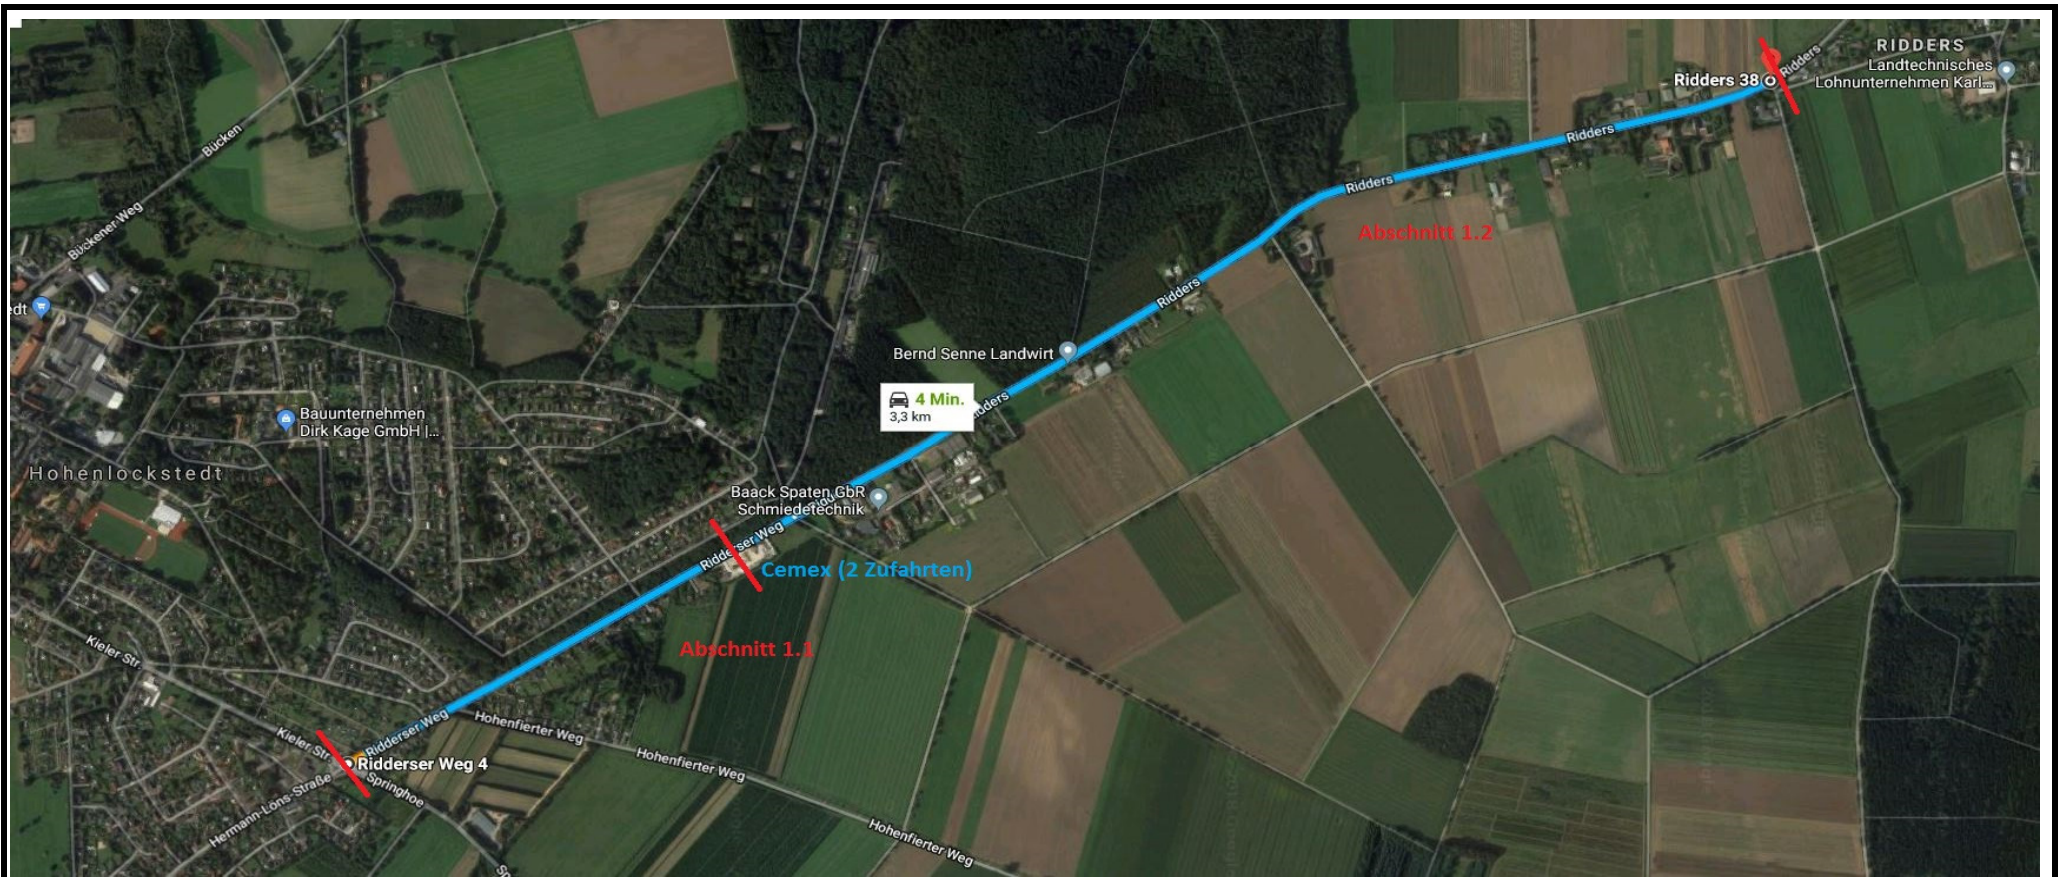 RIDDERS
Landtechnisches
Lohnunternehmen Karl...
Ridders
Ridders 38
Ridders
Ridders
Abschnitt 1.2
Ridders
Bücken
Bückener Weg
edt
Bernd Senne Landwirt
4 Min.
3,3 km
Bauunternehmen
Dirk Kage GmbH |...
Hohenlockstedt
Baack Spaten GbR
Schmiedetechnik
Ridderser Weg
Cemex (2 Zufahrten)
Abschnitt 1.1
Kieler Str.
Ridderser Weg
Hohenfierter Weg
Kieler Str.
Ridderser Weg 4
Springhoe
Hermann-Löns-Straße
Hohenfierter Weg
Hohenfierter Weg